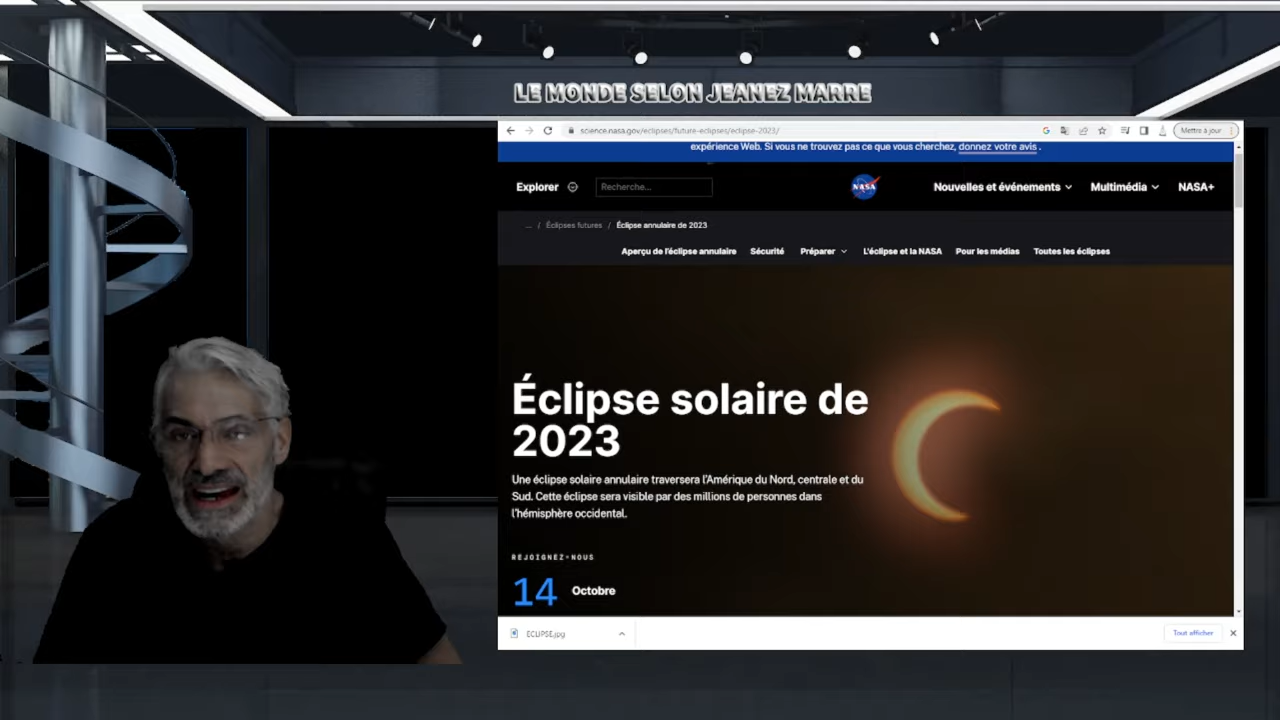 LE MONDE SELON JEANEZ MARRE
science.nasa.gov/eclipses/future-eclipses/eclipse-2023/
Mettre à jour
expérience Web. Si vous ne trouvez pas ce que vous cherchez, donnez votre avis .
Explorer Recherche... NASA Nouvelles et événements Multimédia NASA+
... / Éclipses futures / Éclipse annulaire de 2023
Aperçu de l'éclipse annulaire Sécurité Préparer L'éclipse et la NASA Pour les médias Toutes les éclipses
Éclipse solaire de
2023
Une éclipse solaire annulaire traversera l'Amérique du Nord, centrale et du
Sud. Cette éclipse sera visible par des millions de personnes dans
l'hémisphère occidental.
REJOIGNEZ-NOUS
14 Octobre
ECLIPSE.jpg
Tout afficher